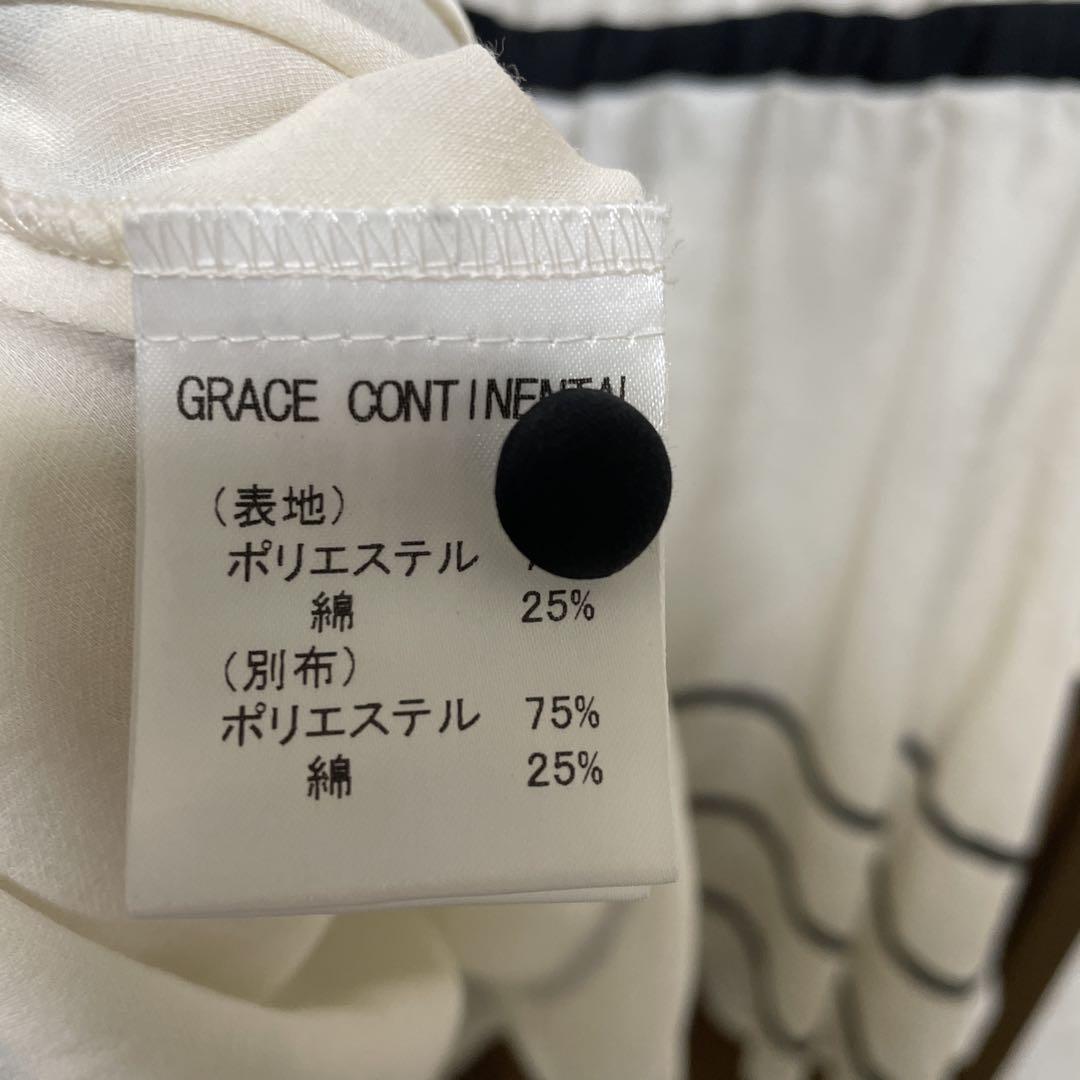 GRACE CONTINENTAL
(表地)
ポリエステル
綿 25%
(別布)
ポリエステル 75%
綿 25%